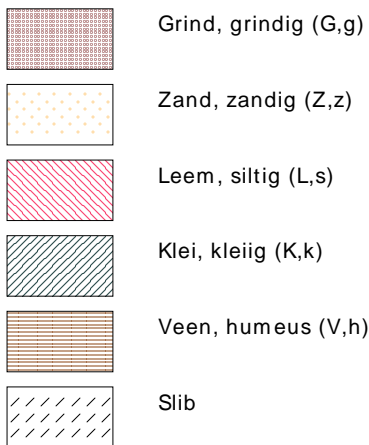 Grind, grindig (G,g)
Zand, zandig (Z,z)
Leem, siltig (L,s)
Klei, kleiig (K,k)
Veen, humeus (V,h)
Slib